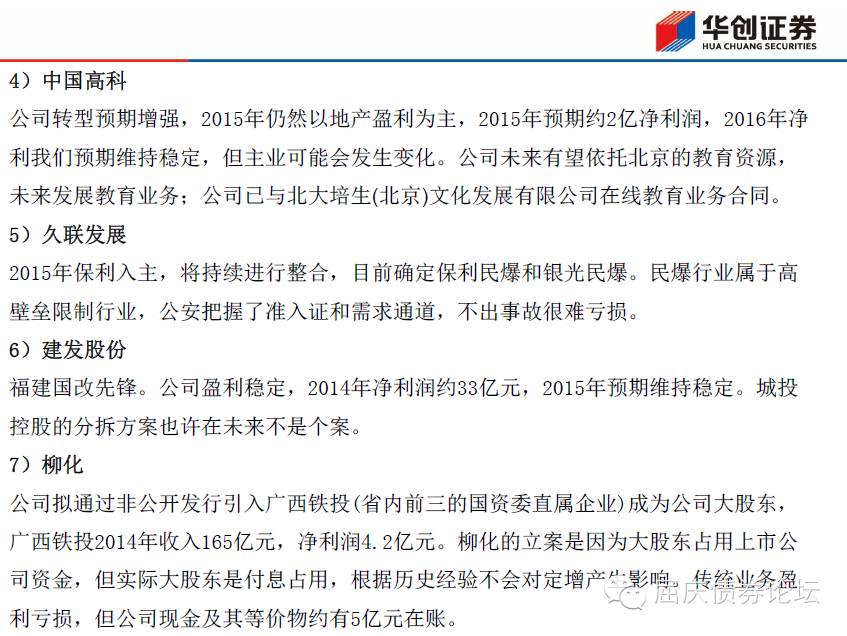 华创证券
HUA CHUANG SECURITIES
4）中国高科
公司转型预期增强，2015年仍然以地产盈利为主，2015年预期约2亿净利润，2016年净
利我们预期维持稳定，但主业可能会发生变化。公司未来有望依托北京的教育资源，
未来发展教育业务；公司已与北大培生(北京)文化发展有限公司在线教育业务合同。
5）久联发展
2015年保利入主，将持续进行整合，目前确定保利民爆和银光民爆。民爆行业属于高
壁垒限制行业，公安把握了准入证和需求通道，不出事故很难亏损。
6）建发股份
福建国改先锋。公司盈利稳定，2014年净利润约33亿元，2015年预期维持稳定。城投
控股的分拆方案也许在未来不是个案。
7）柳化
公司拟通过非公开发行引入广西铁投(省内前三的国资委直属企业)成为公司大股东，
广西铁投2014年收入165亿元，净利润4.2亿元。柳化的立案是因为大股东占用上市公
司资金，但实际大股东是付息占用，根据历史经验不会对定增产生影响。传统业务盈
利亏损，但公司现金及其等价物约有5亿元在账。
屈庆债券论坛